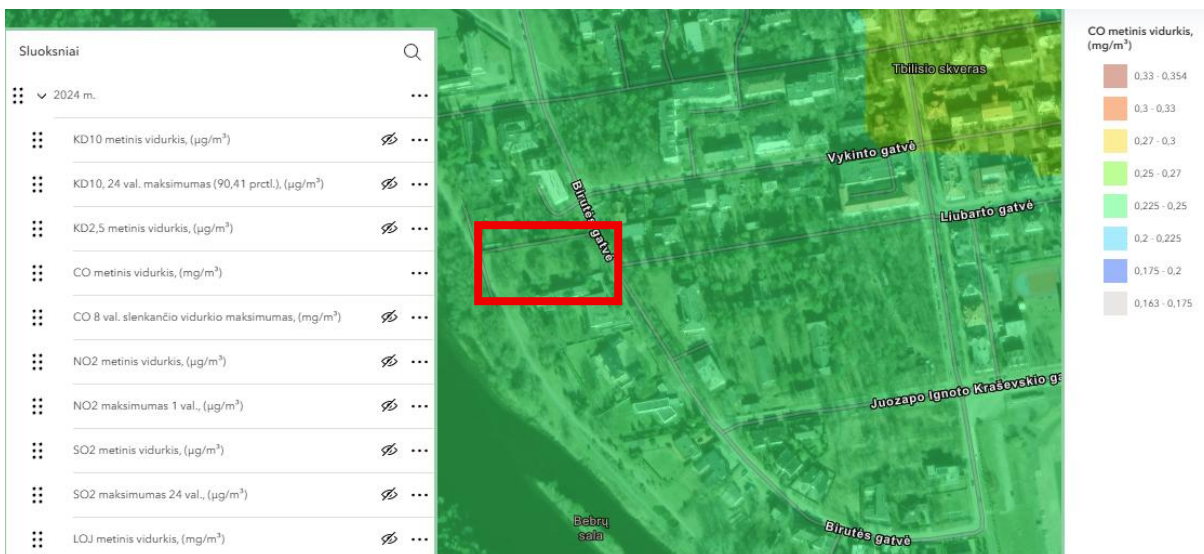 Sluoksniai
2024 m.
KD10 metinis vidurkis, (µg/m³)
KD10, 24 val. maksimumas (90,41 prctl.), (µg/m³)
KD2,5 metinis vidurkis, (µg/m³)
CO metinis vidurkis, (mg/m³)
CO 8 val. slenkančio vidurkio maksimumas, (mg/m³)
NO2 metinis vidurkis, (µg/m³)
NO2 maksimumas 1 val., (µg/m³)
SO2 metinis vidurkis, (µg/m³)
SO2 maksimumas 24 val., (µg/m³)
LOJ metinis vidurkis, (mg/m³)
Tbilisio skveras
Vykinto gatvė
Birutės gatvė
Liubarto gatvė
Juozapo Ignoto Kraševskio ga
Bebrų
sala
Birutės gatvė
CO metinis vidurkis,
(mg/m³)
0,33 - 0,354
0,3 - 0,33
0,27 - 0,3
0,25 - 0,27
0,225 - 0,25
0,2 - 0,225
0,175 - 0,2
0,163 - 0,175